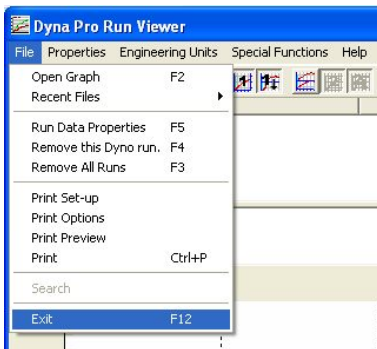 Dyna Pro Run Viewer
File Properties Engineering Units Special Functions Help
Open Graph F2
Recent Files
Run Data Properties F5
Remove this Dyno run. F4
Remove All Runs F3
Print Set-up
Print Options
Print Preview
Print Ctrl+P
Search
Exit F12